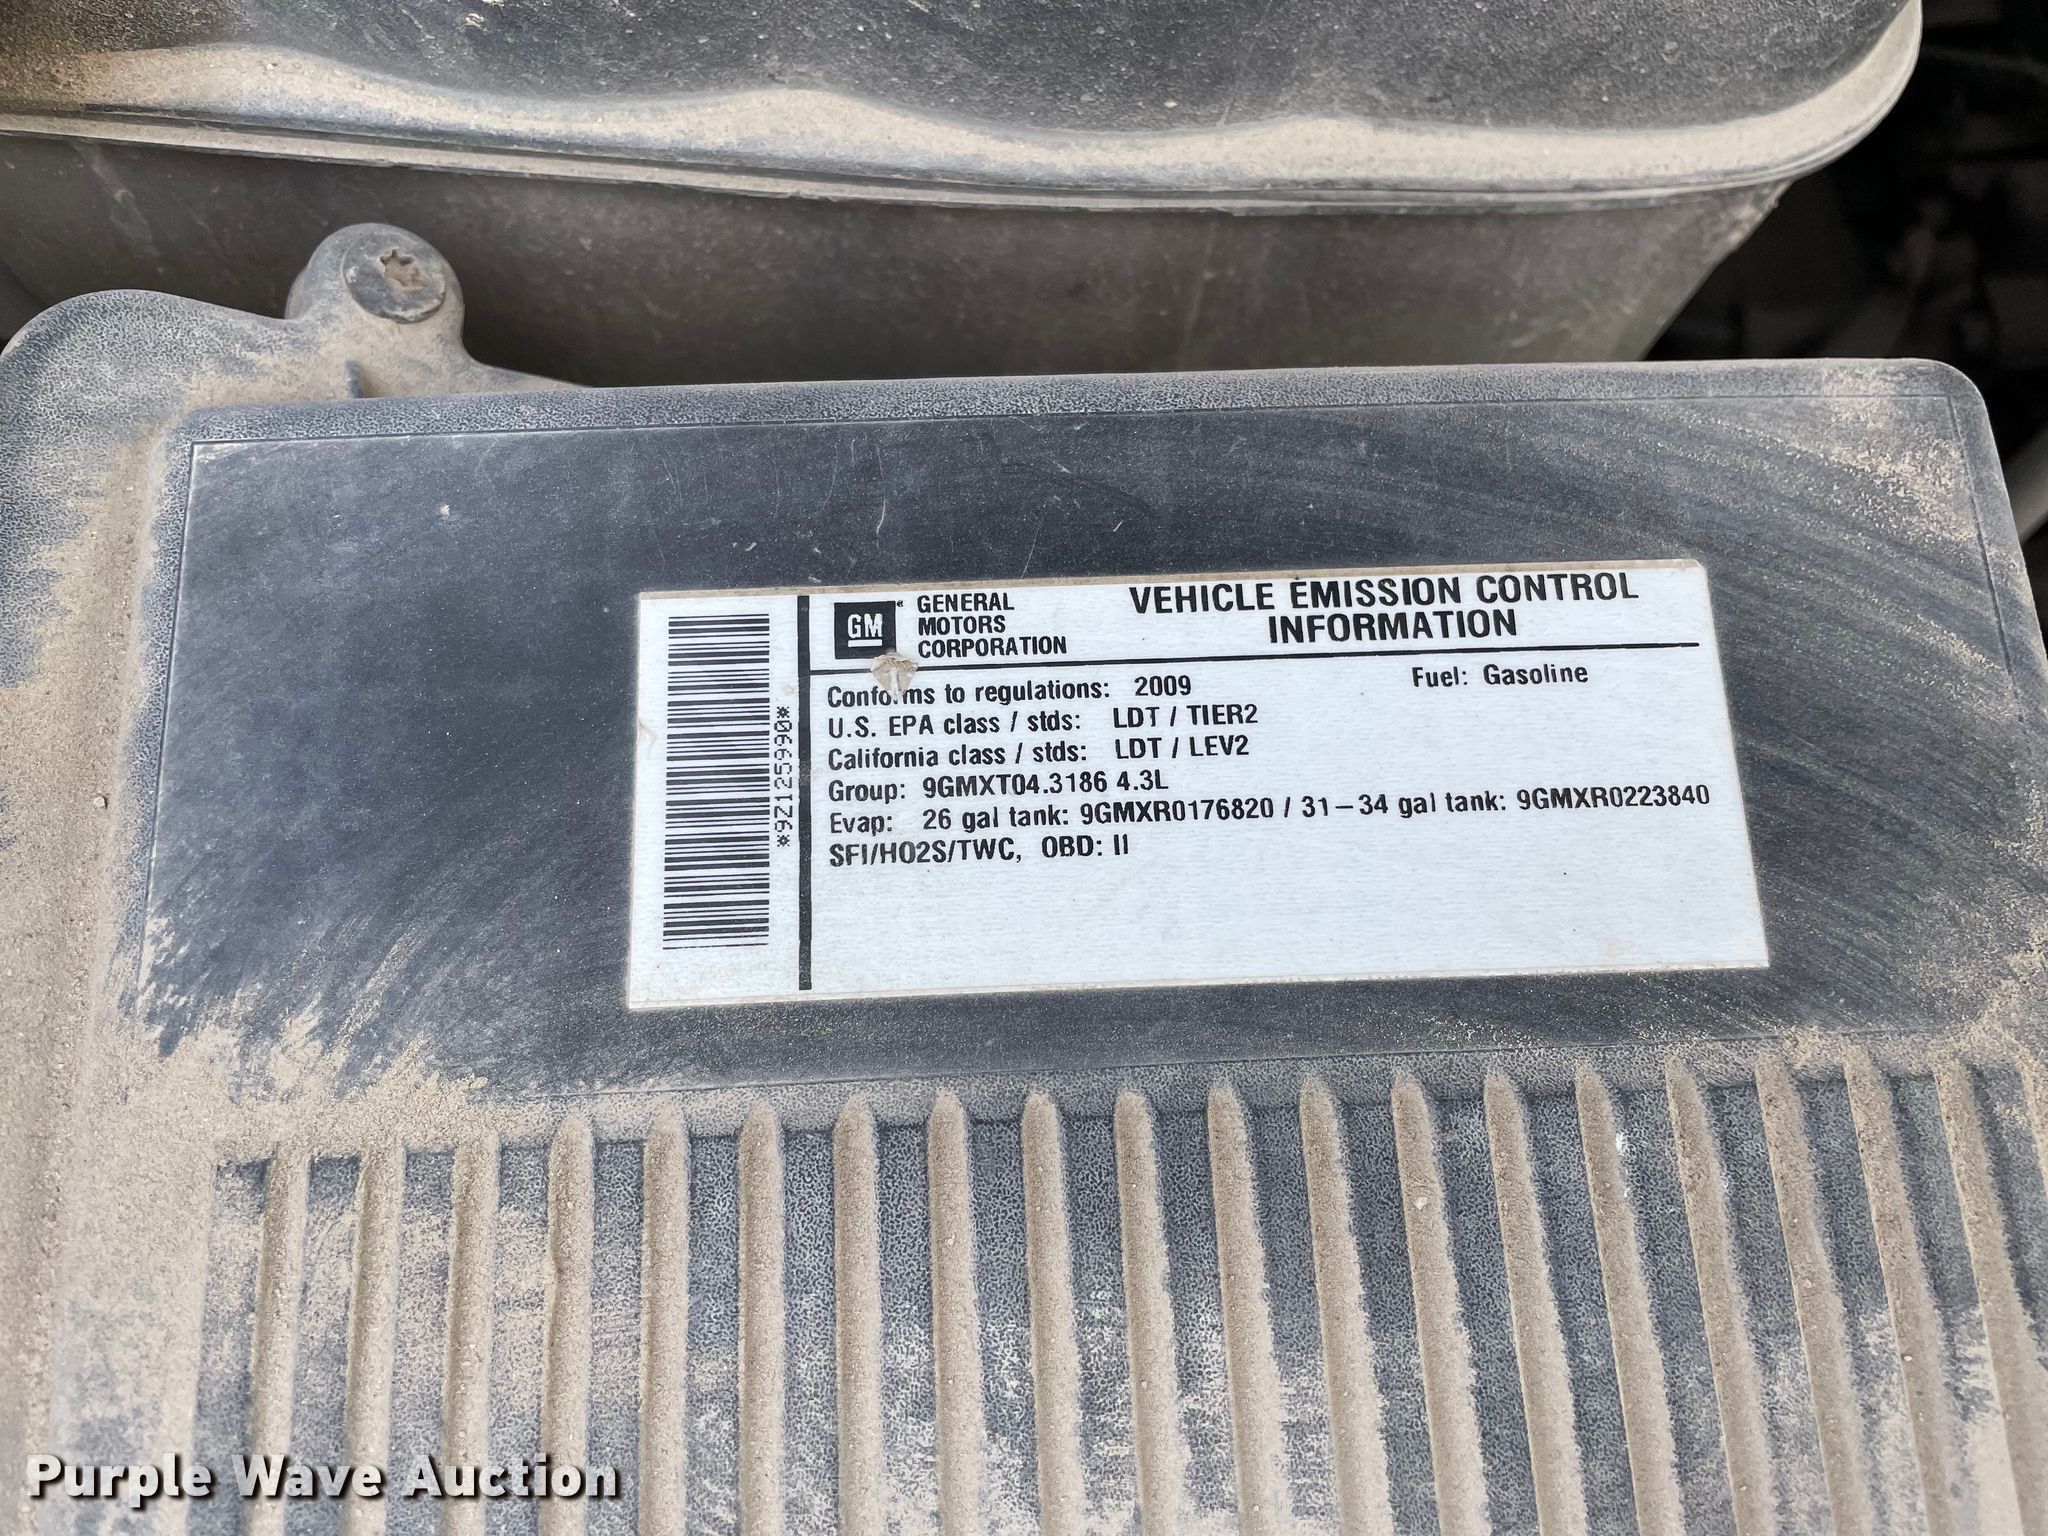 GM
GENERAL
MOTORS
CORPORATION
VEHICLE EMISSION CONTROL
INFORMATION
Conforms to regulations: 2009
Fuel: Gasoline
U.S. EPA class / stds: LDT / TIER2
California class / stds: LDT / LEV2
Group: 9GMXT04.3186 4.3L
Evap: 26 gal tank: 9GMXR0176820 / 31-34 gal tank: 9GMXR0223840
SFI/HO2S/TWC, OBD: II
*9Z125990*
Purple Wave Auction